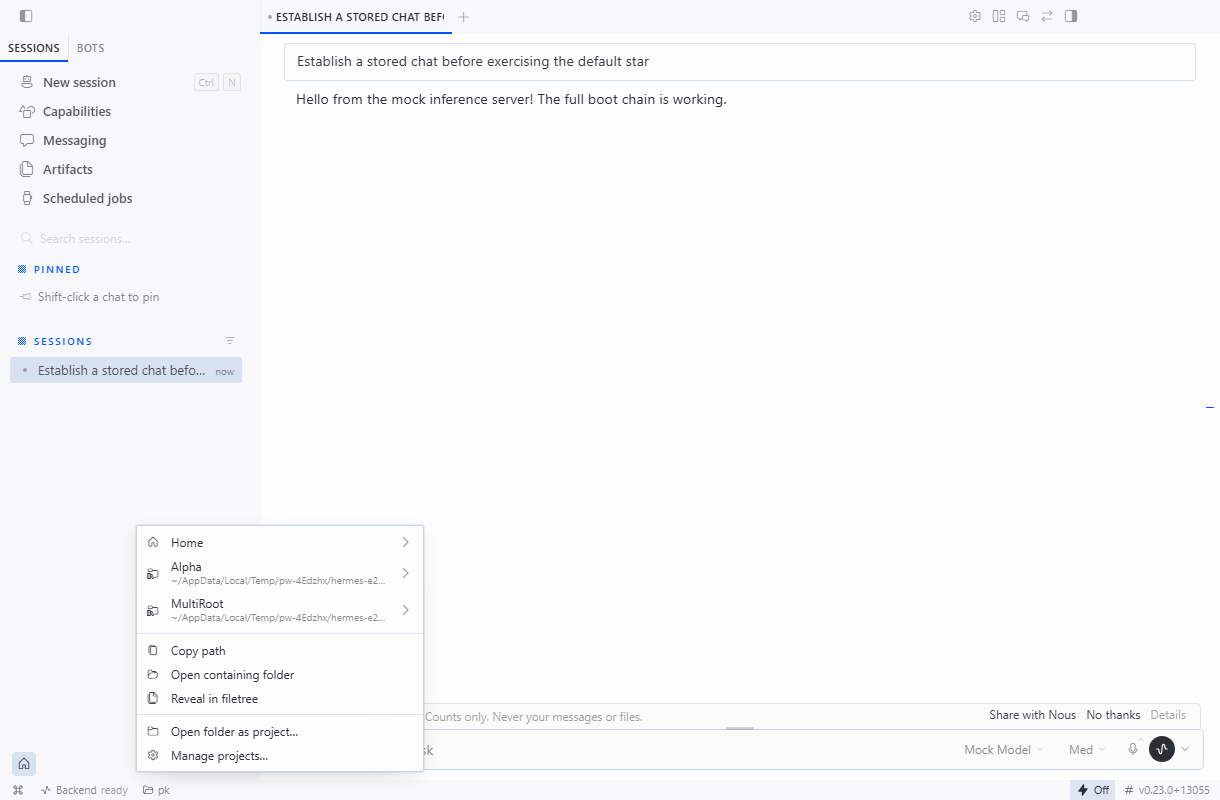 ESTABLISH A STORED CHAT BEF
SESSIONS
BOTS
New session
Ctrl
N
Capabilities
Messaging
Artifacts
Scheduled jobs
Search sessions...
PINNED
Shift-click a chat to pin
SESSIONS
Establish a stored chat befo...
now
Establish a stored chat before exercising the default star
Hello from the mock inference server! The full boot chain is working.
Home
Alpha
~/AppData/Local/Temp/pw-4Edzhx/hermes-e2...
MultiRoot
~/AppData/Local/Temp/pw-4Edzhx/hermes-e2...
Copy path
Open containing folder
Reveal in filetree
Open folder as project...
Manage projects...
Counts only. Never your messages or files.
Share with Nous
No thanks
Details
sk
Mock Model
Med
Backend ready
pk
Off
# v0.23.0+13055